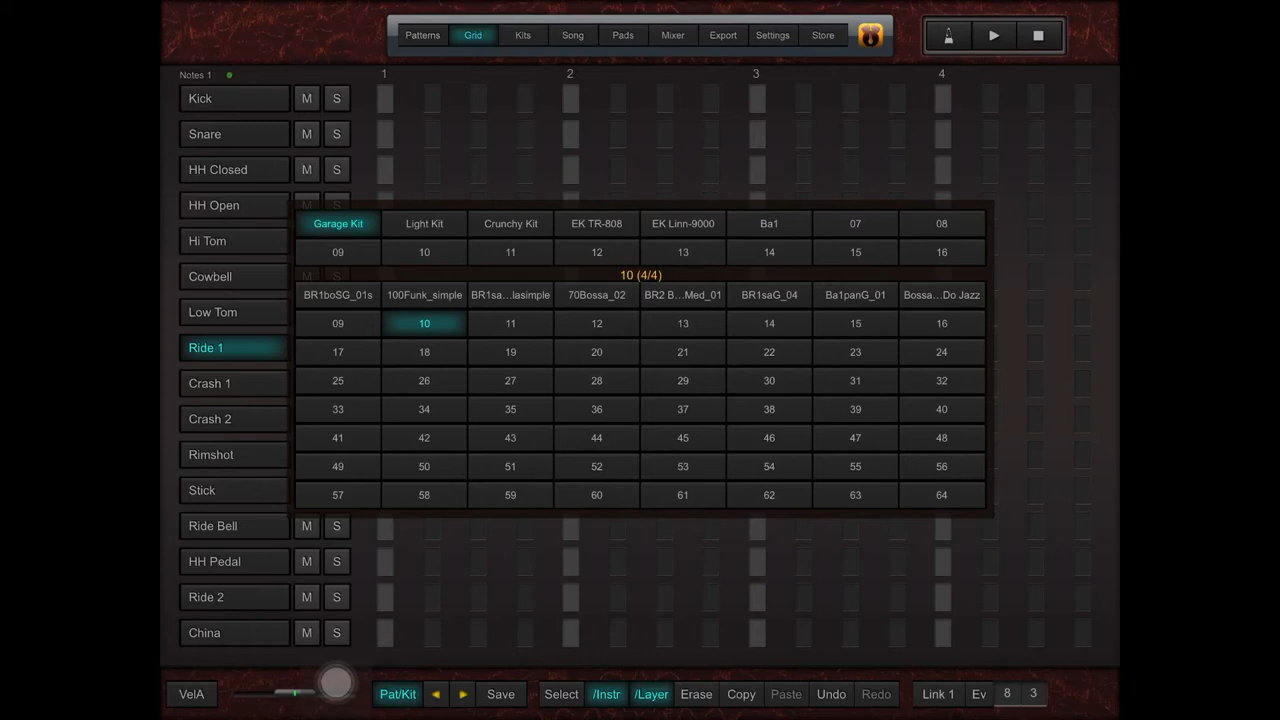 Patterns Grid Kits Song Pads Mixer Export Settings Store
Notes 1 1 2 3 4
Kick M S
Snare M S
HH Closed M S
HH Open M S
Garage Kit Light Kit Crunchy Kit EK TR-808 EK Linn-9000 Ba1 07 08
Hi Tom
09 10 11 12 13 14 15 16
Cowbell M S 10 (4/4)
BR1boSG_01s 100Funk_simple BR1sa...lasimple 70Bossa_02 BR2 B...Med_01 BR1saG_04 Ba1panG_01 Bossa...Do Jazz
Low Tom
09 10 11 12 13 14 15 16
Ride 1
17 18 19 20 21 22 23 24
Crash 1
25 26 27 28 29 30 31 32
33 34 35 36 37 38 39 40
Crash 2
41 42 43 44 45 46 47 48
Rimshot
49 50 51 52 53 54 55 56
Stick
57 58 59 60 61 62 63 64
Ride Bell M S
HH Pedal M S
Ride 2 M S
China M S
VelA Pat/Kit Save Select /Instr /Layer Erase Copy Paste Undo Redo Link 1 Ev 8 3